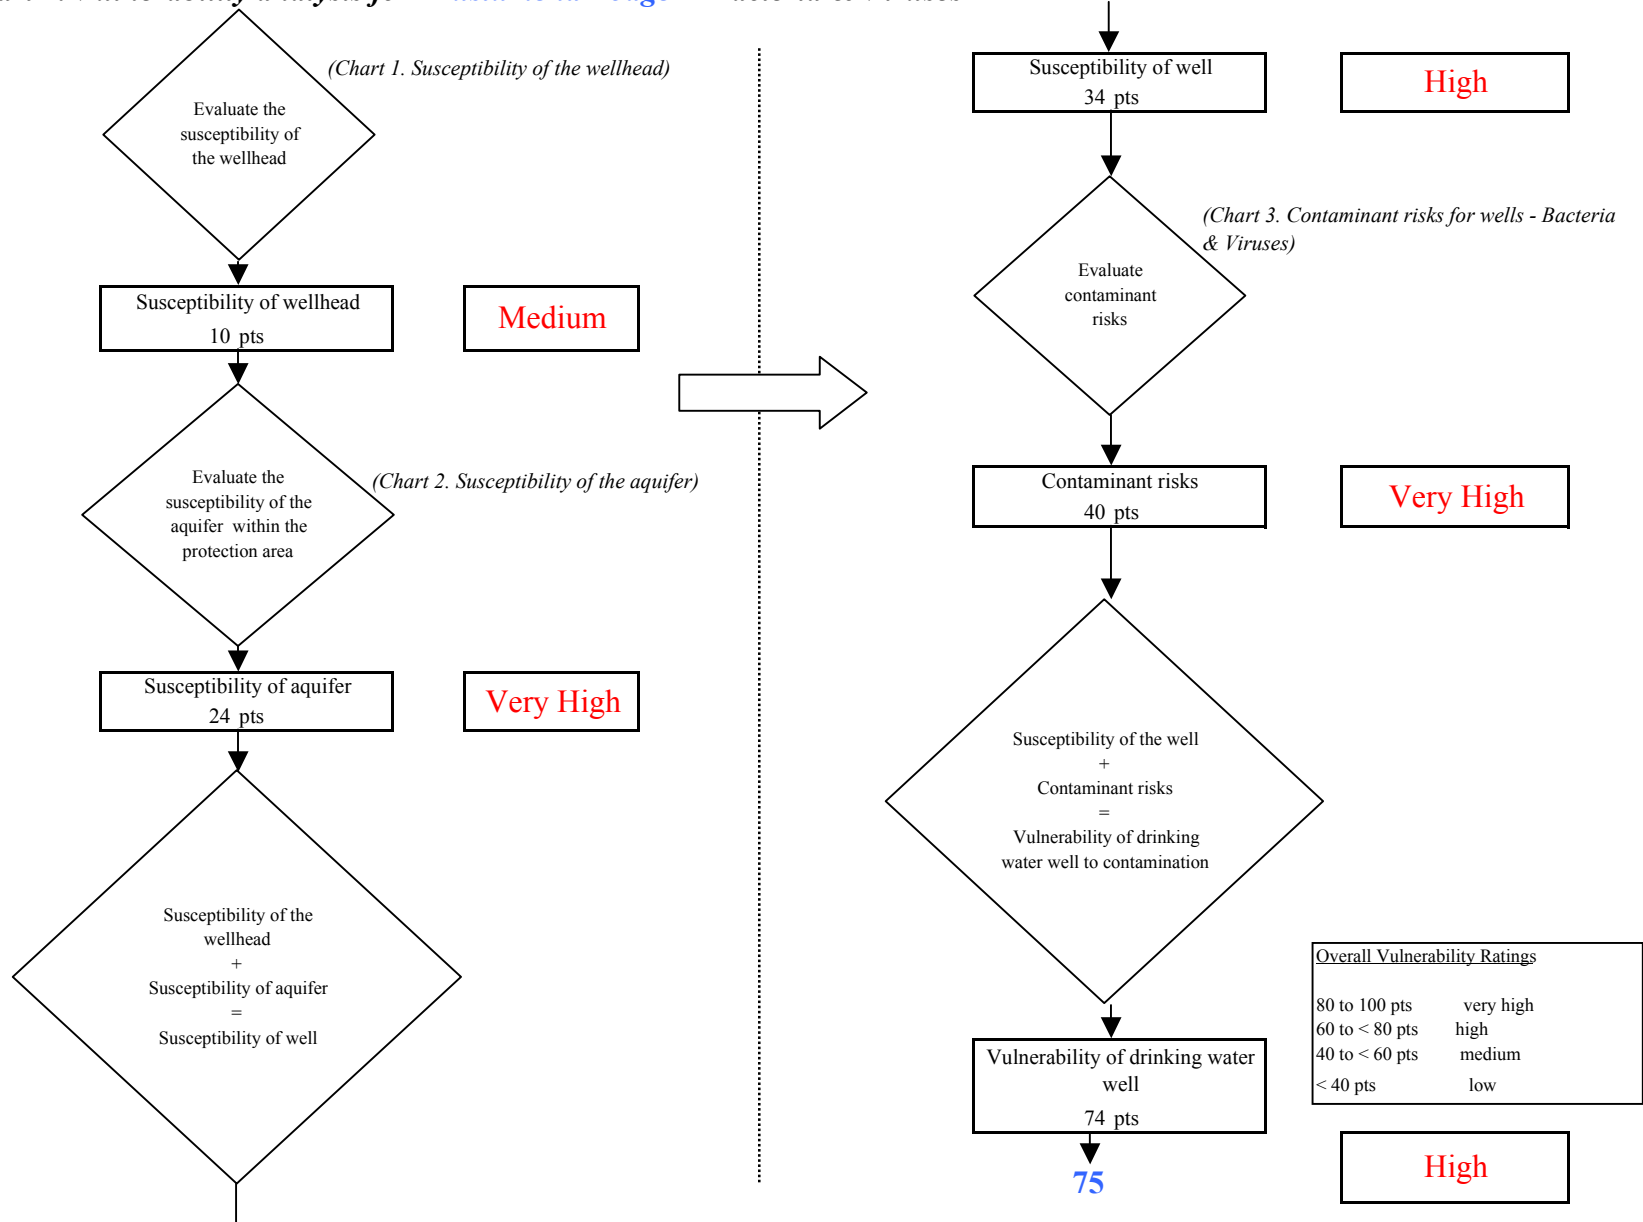 (Chart 1. Susceptibility of the wellhead)
Evaluate the
susceptibility of
the wellhead
Susceptibility of wellhead
10 pts
Medium
Evaluate the
susceptibility of the
aquifer within the
protection area
(Chart 2. Susceptibility of the aquifer)
Susceptibility of aquifer
24 pts
Very High
Susceptibility of the
wellhead
+
Susceptibility of aquifer
=
Susceptibility of well
Susceptibility of well
34 pts
High
(Chart 3. Contaminant risks for wells - Bacteria
& Viruses)
Evaluate
contaminant
risks
Contaminant risks
40 pts
Very High
Susceptibility of the well
+
Contaminant risks
=
Vulnerability of drinking
water well to contamination
Overall Vulnerability Ratings
80 to 100 pts very high
60 to < 80 pts high
40 to < 60 pts medium
< 40 pts low
Vulnerability of drinking water
well
74 pts
75
High